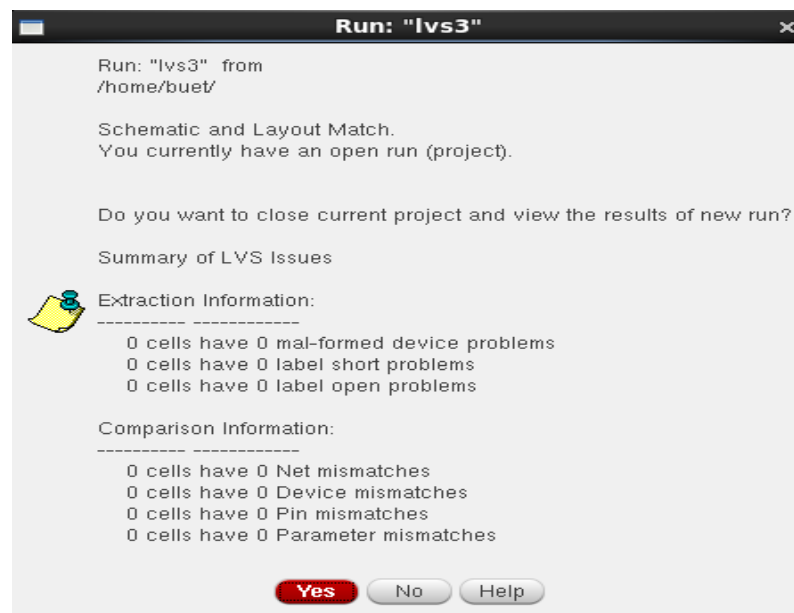 Run: "lvs3"
Run: "lvs3" from
/home/buet/
Schematic and Layout Match.
You currently have an open run (project).
Do you want to close current project and view the results of new run?
Summary of LVS Issues
Extraction Information:
---------- ------------
0 cells have 0 mal-formed device problems
0 cells have 0 label short problems
0 cells have 0 label open problems
Comparison Information:
---------- ------------
0 cells have 0 Net mismatches
0 cells have 0 Device mismatches
0 cells have 0 Pin mismatches
0 cells have 0 Parameter mismatches
Yes No Help